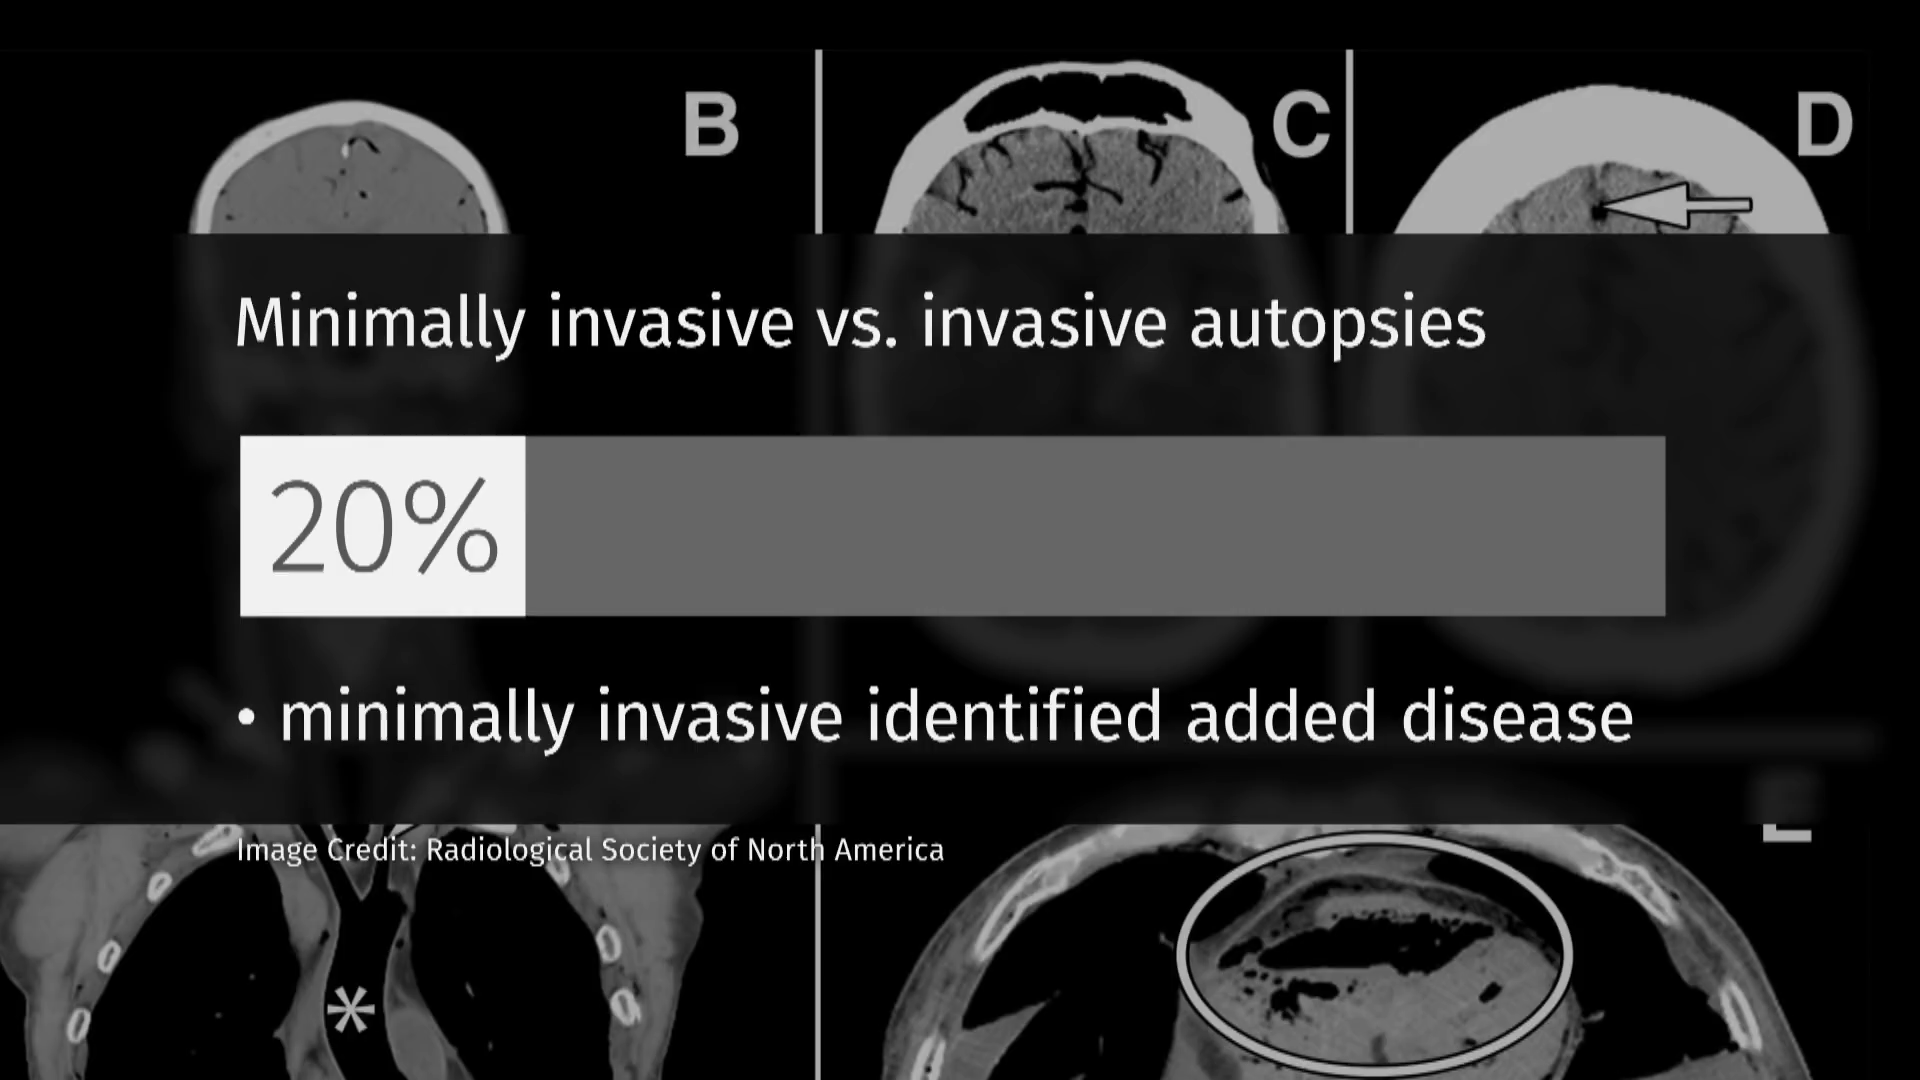 B
C
D
Minimally invasive vs. invasive autopsies
20%
• minimally invasive identified added disease
Image Credit: Radiological Society of North America
*